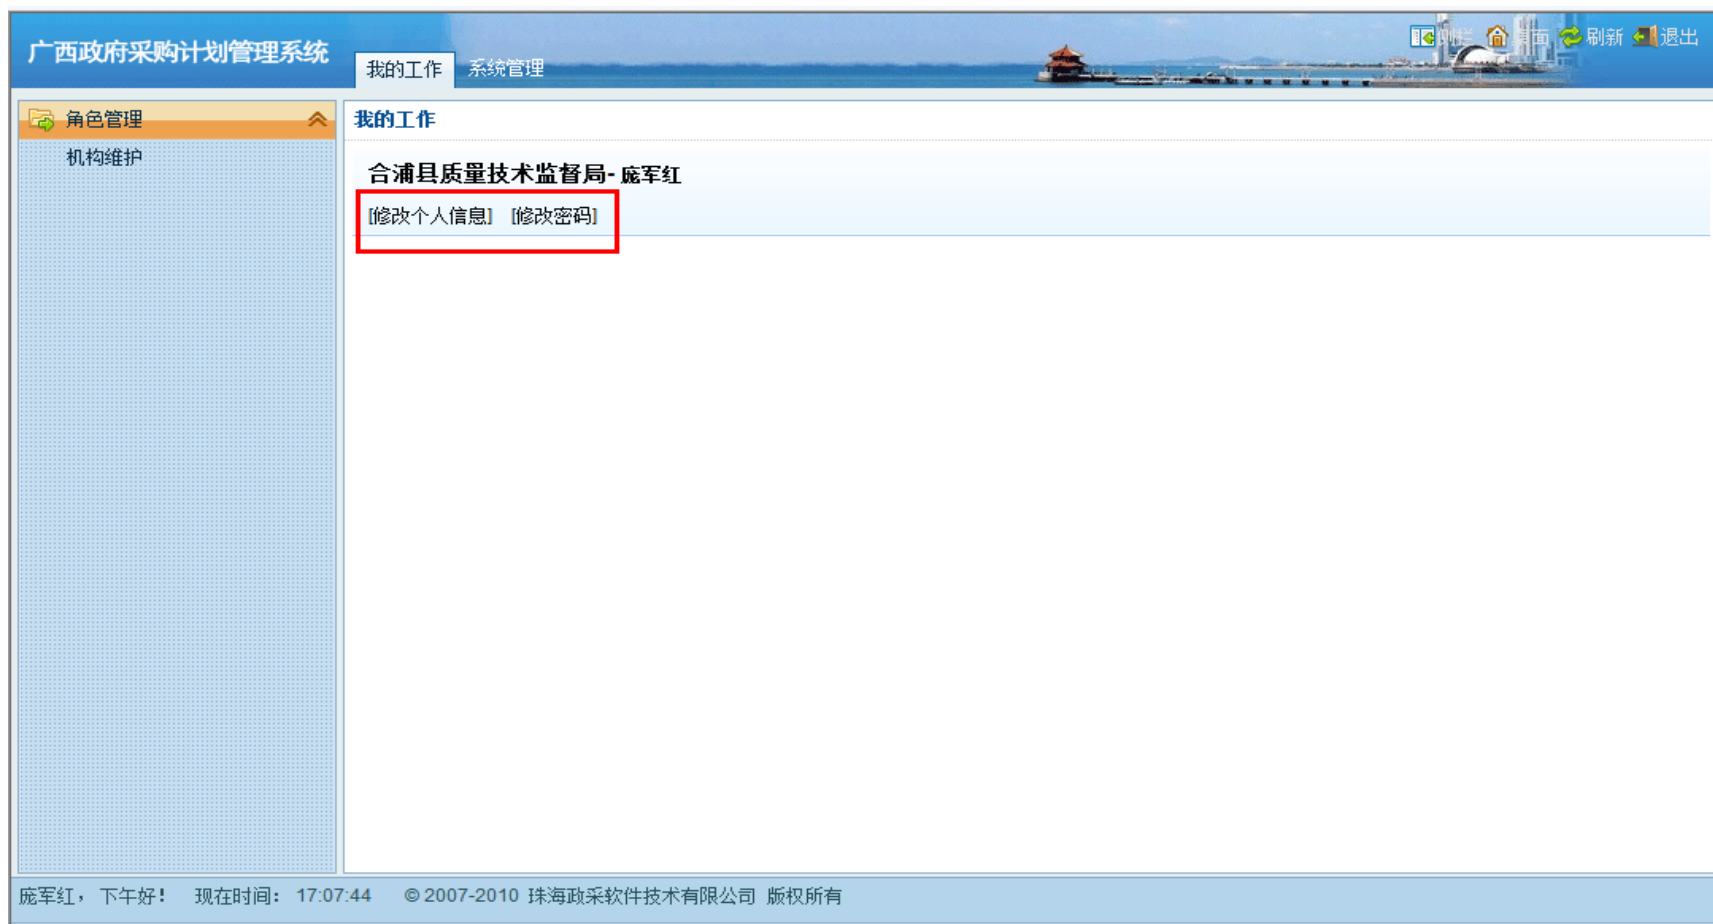 广西政府采购计划管理系统
我的工作 系统管理
侧栏 桌面 刷新 退出
角色管理
机构维护
我的工作
合浦县质量技术监督局- 庞军红
[修改个人信息] [修改密码]
庞军红，下午好！ 现在时间： 17:07:44 ©2007-2010 珠海政采软件技术有限公司 版权所有